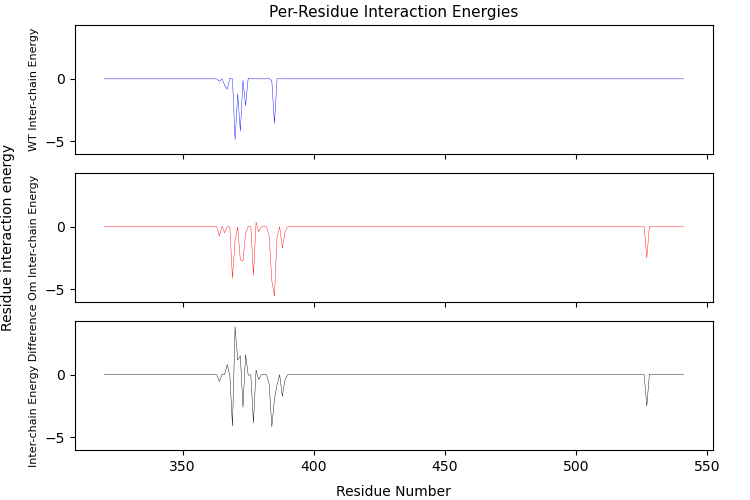 Per-Residue Interaction Energies
Residue interaction energy
WT Inter-chain Energy
0
−5
Om Inter-chain Energy
0
−5
Inter-chain Energy Difference
0
−5
350
400
450
500
550
Residue Number